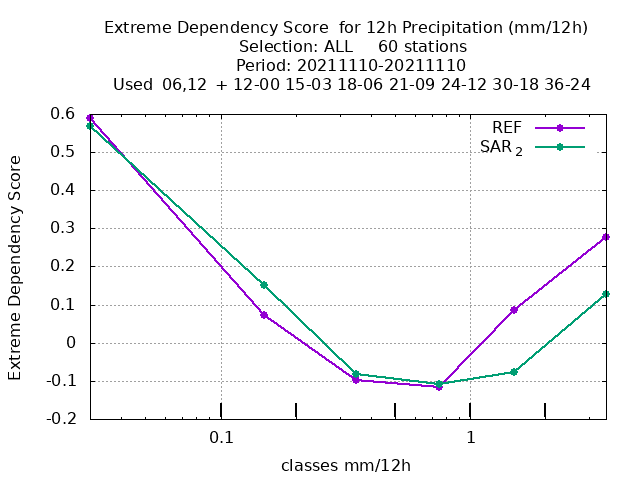 Extreme Dependency Score  for 12h Precipitation (mm/12h)
Selection: ALL     60 stations
Period: 20211110-20211110
Used  06,12  + 12-00 15-03 18-06 21-09 24-12 30-18 36-24
REF
SAR 2
0.6
0.5
0.4
0.3
0.2
0.1
0
-0.1
-0.2
Extreme Dependency Score
0.1
1
classes mm/12h